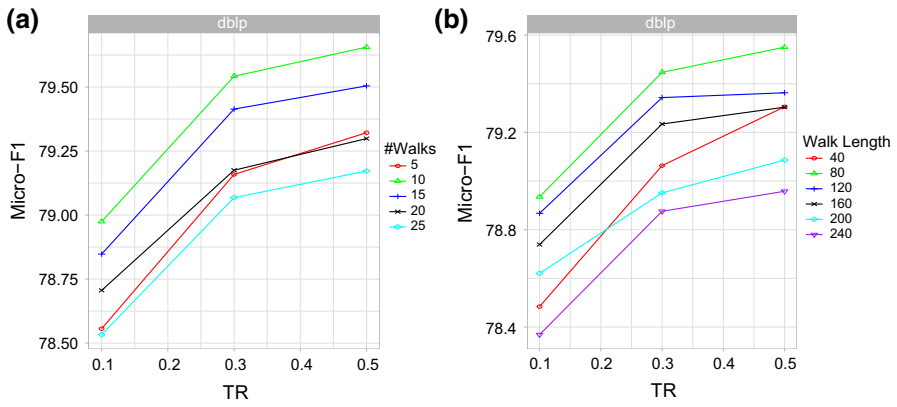 (a)
dblp
79.50
79.25
79.00
78.75
78.50
Micro−F1
0.1 0.2 0.3 0.4 0.5
TR
#Walks
5
10
15
20
25
(b)
dblp
79.6
79.2
78.8
78.4
Micro−F1
0.1 0.2 0.3 0.4 0.5
TR
Walk Length
40
80
120
160
200
240